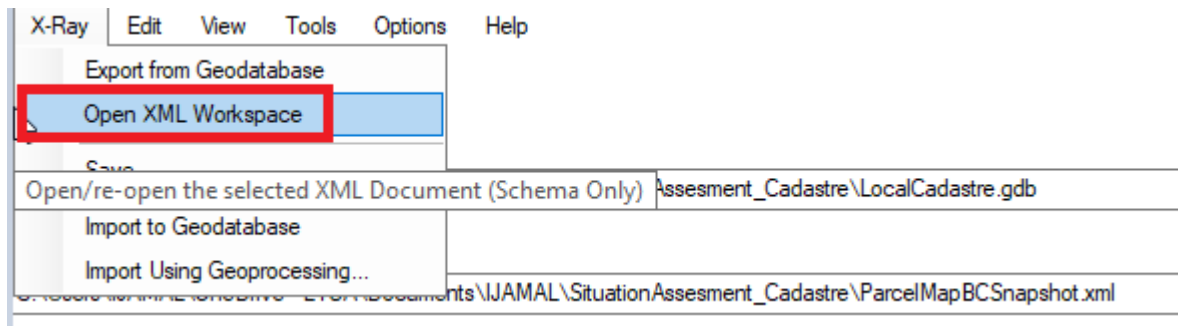 X-Ray Edit View Tools Options Help
Export from Geodatabase
Open XML Workspace
Save
Open/re-open the selected XML Document (Schema Only) Assesment_Cadastre\LocalCadastre.gdb
Import to Geodatabase
Import Using Geoprocessing...
nts\IJAMAL\SituationAssesment_Cadastre\ParcelMapBCSnapshot.xml